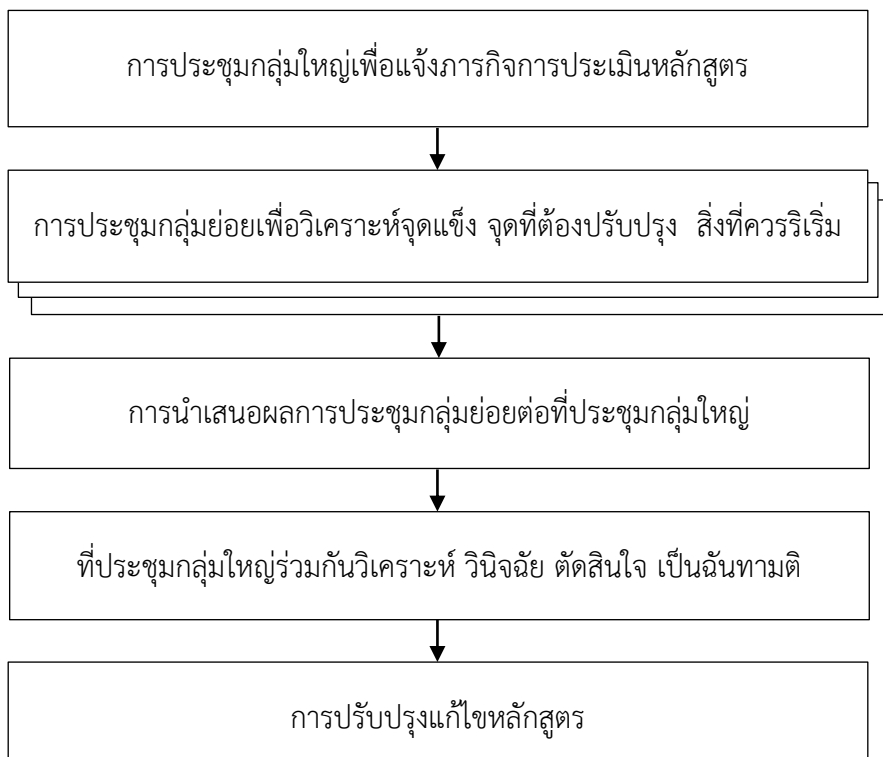 การประชุมกลุ่มใหญ่เพื่อแจ้งภารกิจการประเมินหลักสูตร
การประชุมกลุ่มย่อยเพื่อวิเคราะห์จุดแข็ง จุดที่ต้องปรับปรุง สิ่งที่ควรริเริ่ม
การนำเสนอผลการประชุมกลุ่มย่อยต่อที่ประชุมกลุ่มใหญ่
ที่ประชุมกลุ่มใหญ่ร่วมกันวิเคราะห์ วินิจฉัย ตัดสินใจ เป็นฉันทามติ
การปรับปรุงแก้ไขหลักสูตร